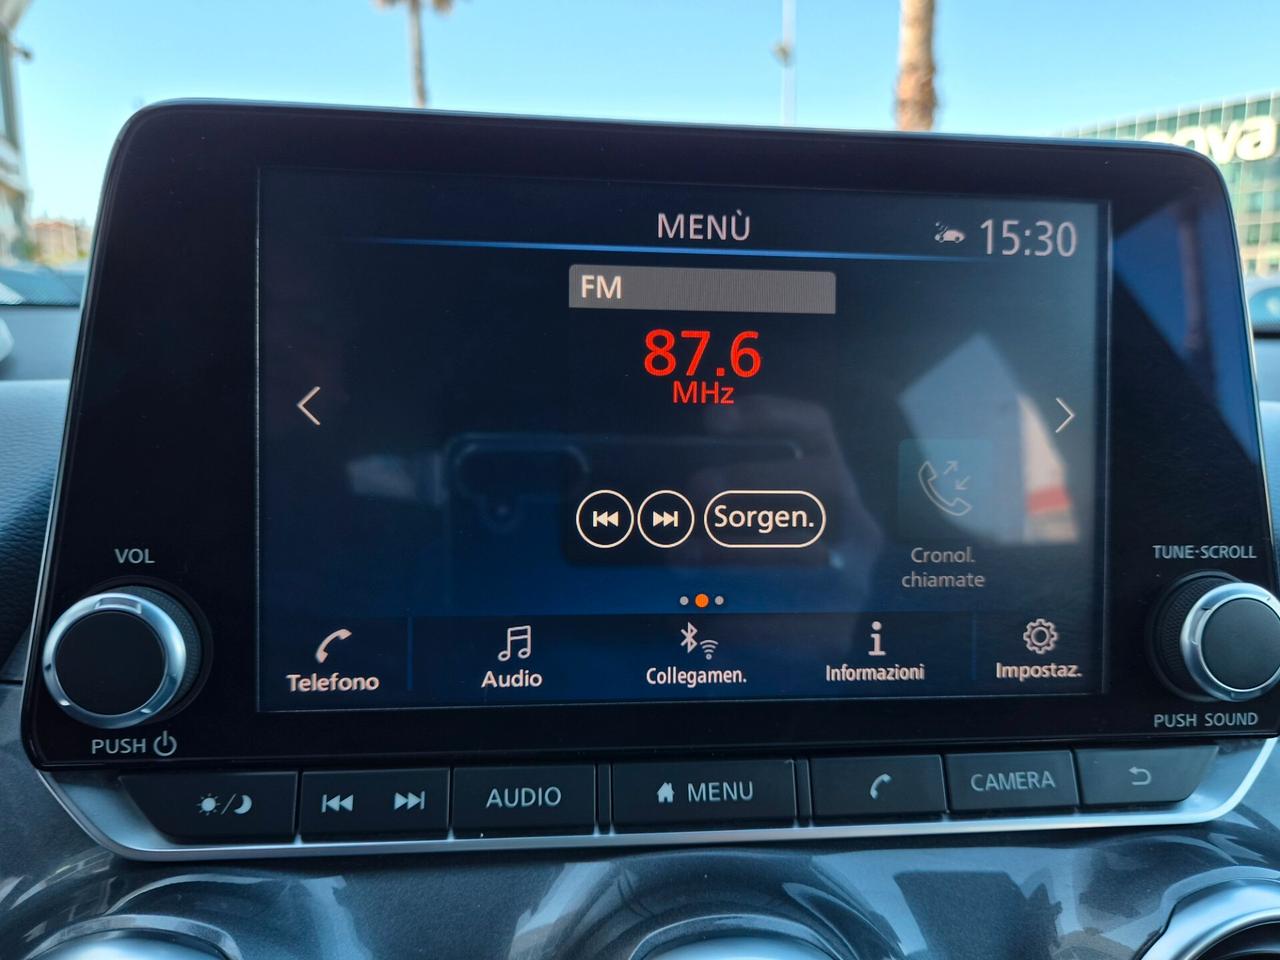 nova
MENÙ
15:30
FM
87.6
MHz
Sorgen.
Cronol.
chiamate
VOL
TUNE·SCROLL
Telefono
Audio
Collegamen.
Informazioni
Impostaz.
PUSH
PUSH SOUND
AUDIO
MENU
CAMERA